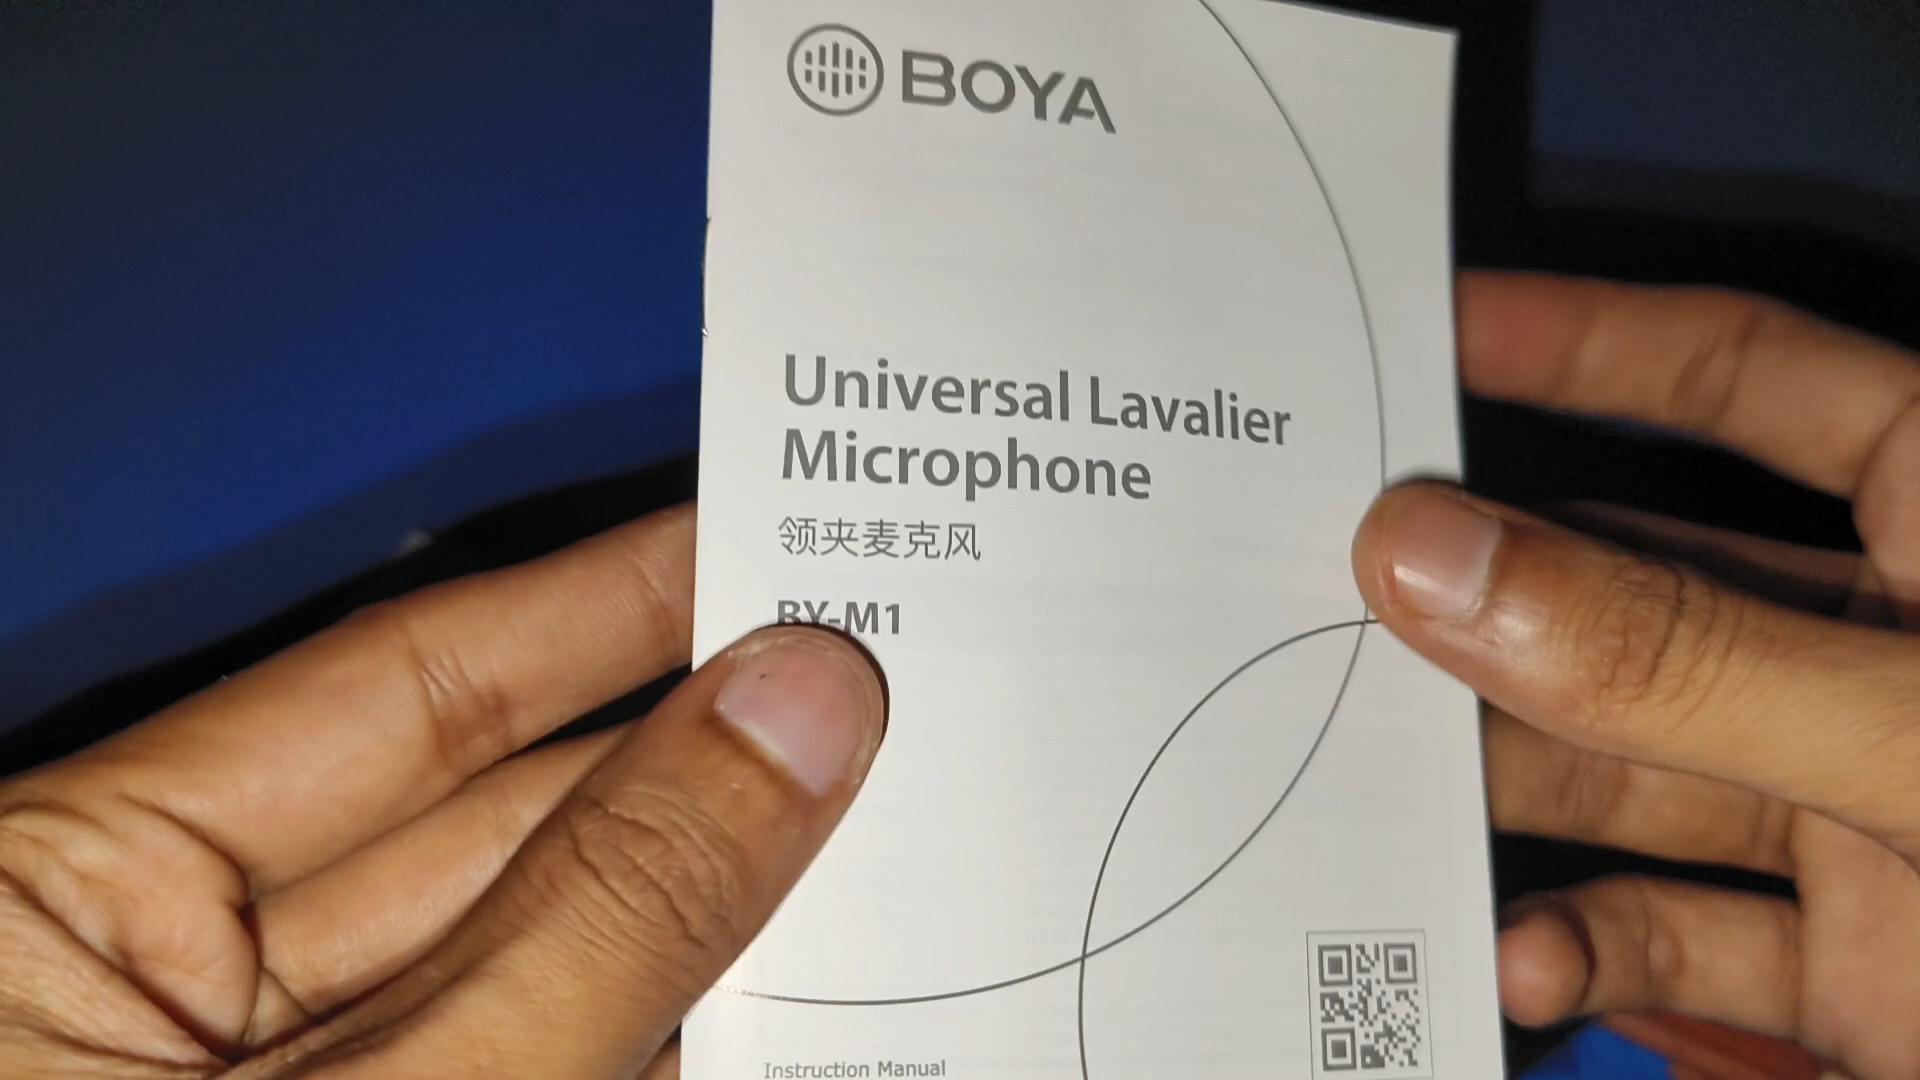 BOYA
Universal Lavalier
Microphone
领夹麦克风
BY-M1
Instruction Manual